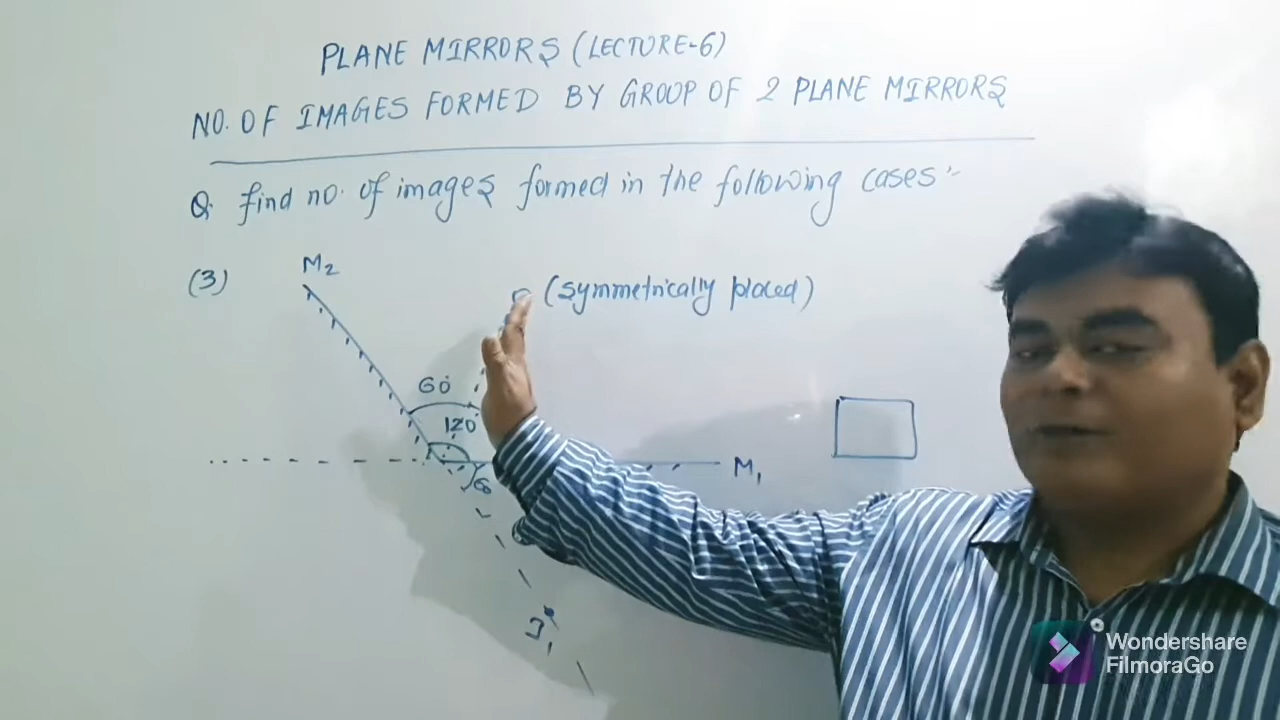 PLANE MIRRORS (LECTURE-6)
NO. OF IMAGES FORMED BY GROUP OF 2 PLANE MIRRORS
Q. find no. of images formed in the following cases:-
(3)
M2
(symmetrically placed)
60°
120°
M1
I1
Wondershare
FilmoraGo